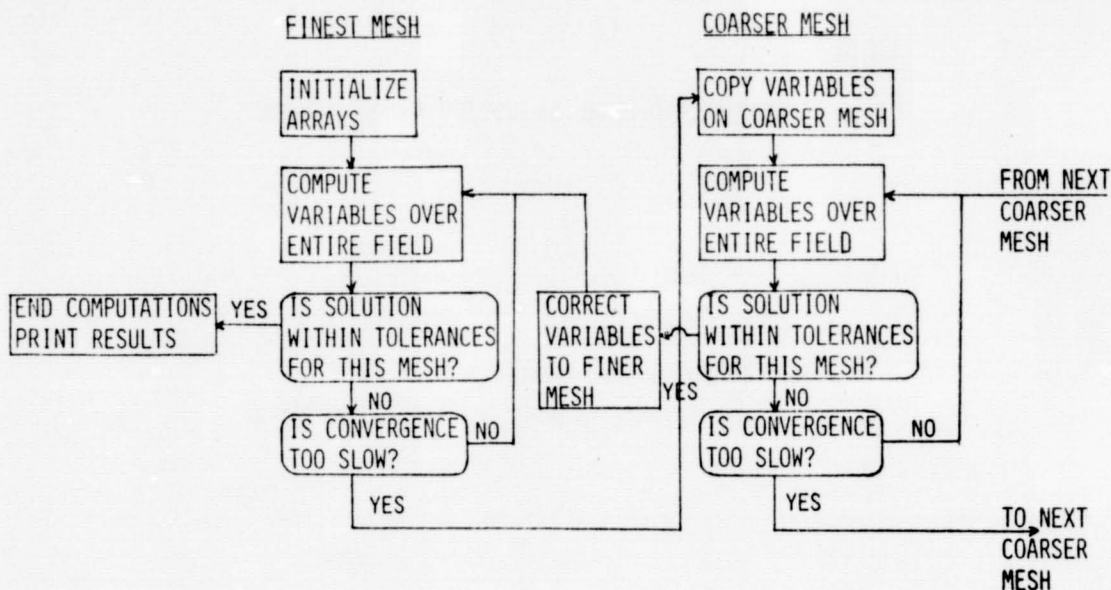 FINEST MESH
INITIALIZE
ARRAYS
COMPUTE
VARIABLES OVER
ENTIRE FIELD
END COMPUTATIONS
PRINT RESULTS
YES
IS SOLUTION
WITHIN TOLERANCES
FOR THIS MESH?
NO
IS CONVERGENCE
TOO SLOW?
NO
YES
CORRECT
VARIABLES
TO FINER
MESH
YES
COARSER MESH
COPY VARIABLES
ON COARSER MESH
COMPUTE
VARIABLES OVER
ENTIRE FIELD
FROM NEXT
COARSER
MESH
IS SOLUTION
WITHIN TOLERANCES
FOR THIS MESH?
NO
IS CONVERGENCE
TOO SLOW?
NO
YES
TO NEXT
COARSER
MESH